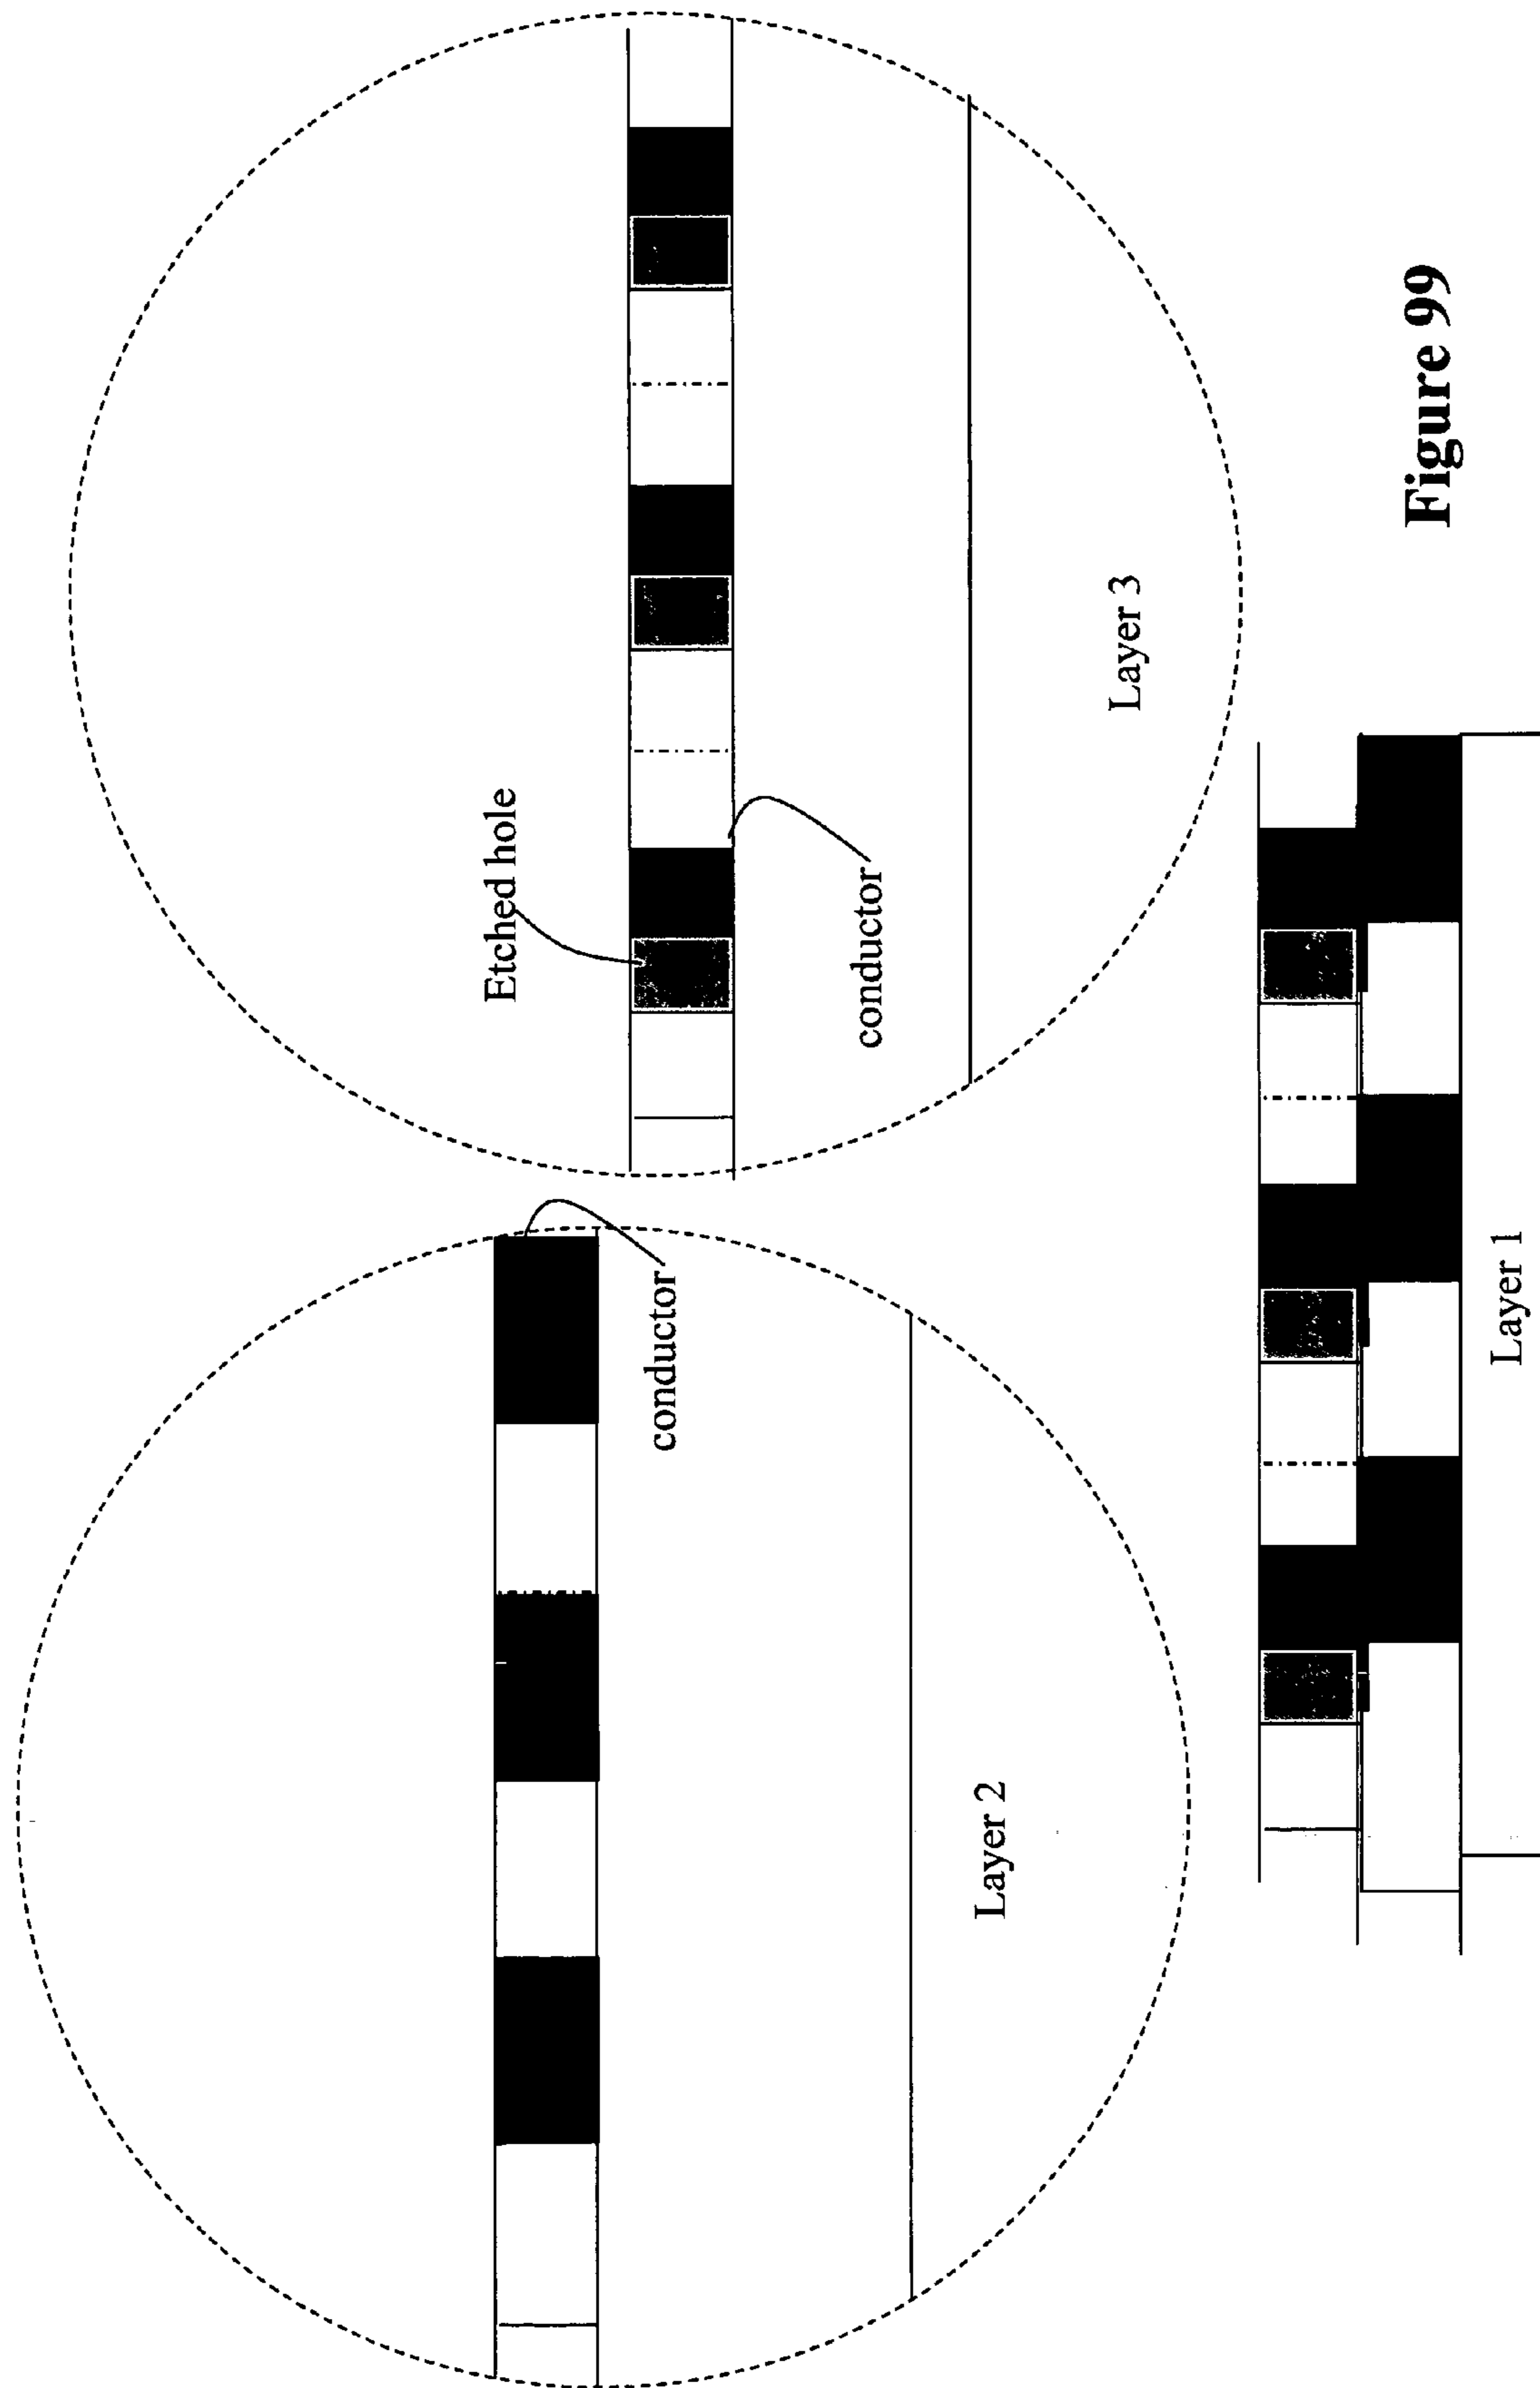 Etched hole
conductor
Layer 3
conductor
Layer 2
Layer 1
Figure 99